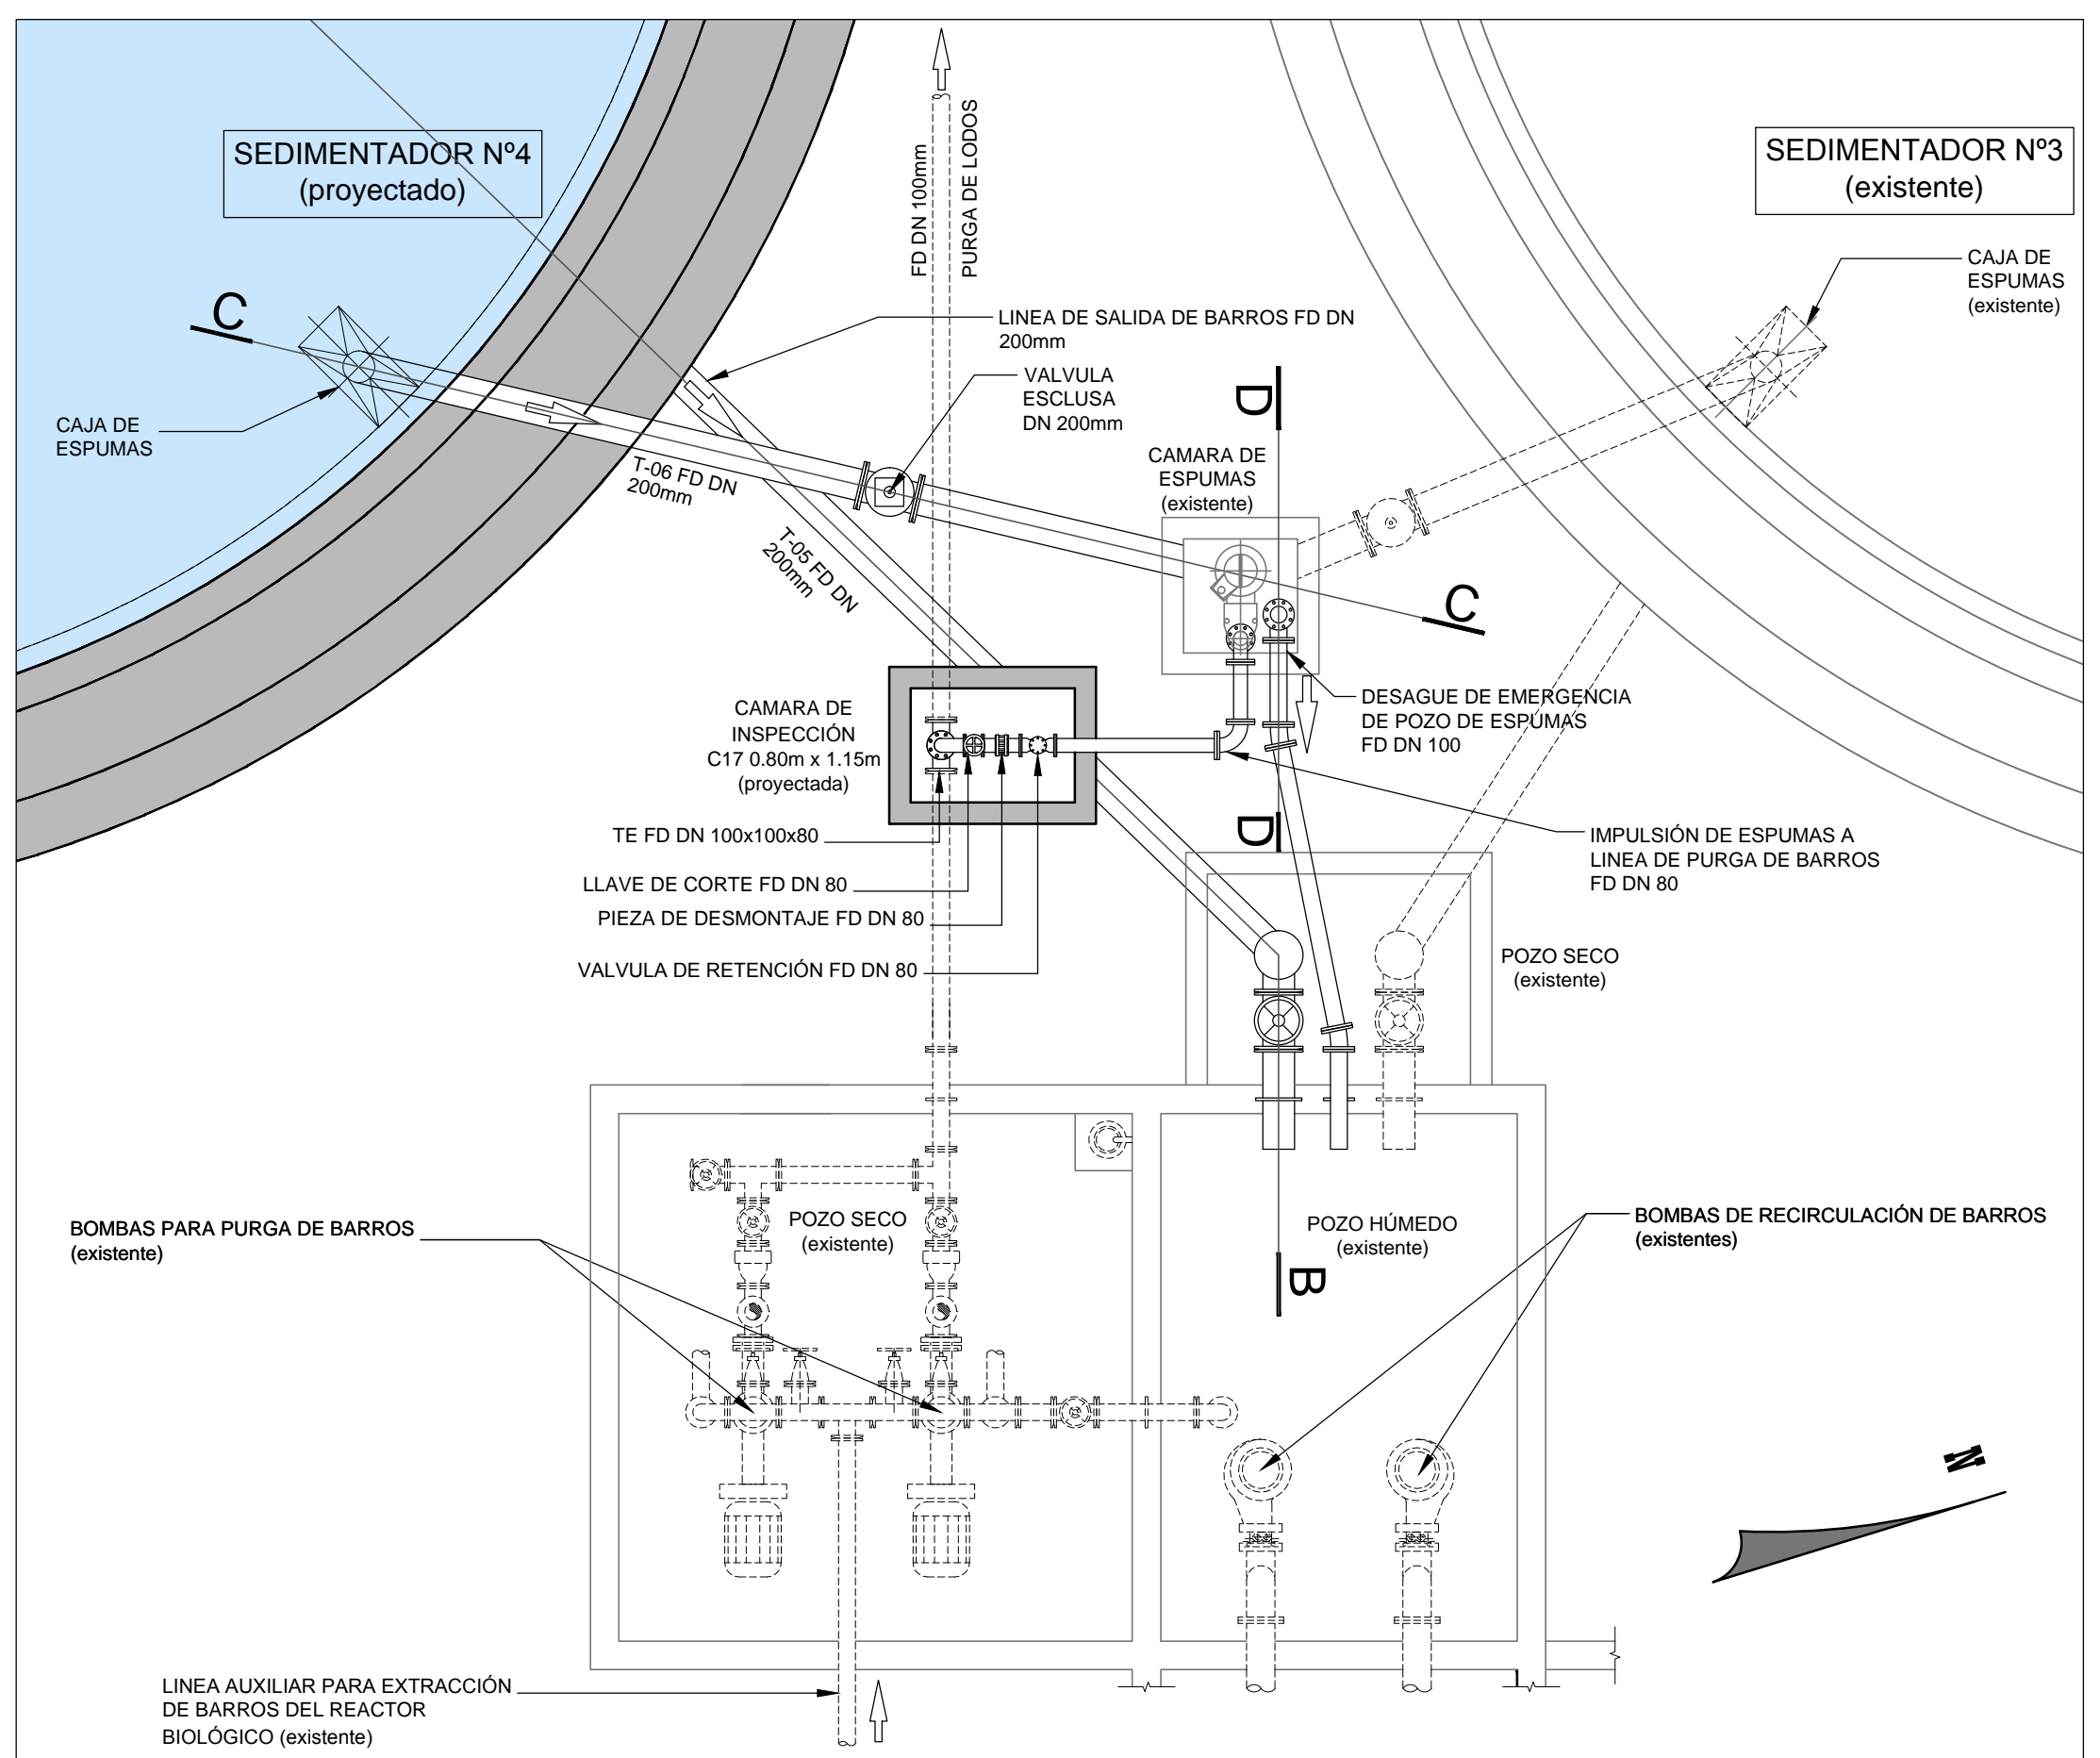 FD DN 100mm
PURGA DE LODOS
SEDIMENTADOR Nº4
(proyectado)
SEDIMENTADOR Nº3
(existente)
CAJA DE
ESPUMAS
(existente)
C
LINEA DE SALIDA DE BARROS FD DN
200mm
VALVULA
ESCLUSA
DN 200mm
D
CAJA DE
ESPUMAS
CAMARA DE
ESPUMAS
(existente)
T-06 FD DN
200mm
T-05 FD DN
200mm
C
CAMARA DE
INSPECCIÓN
C17 0.80m x 1.15m
(proyectada)
DESAGUE DE EMERGENCIA
DE POZO DE ESPUMAS
FD DN 100
D
TE FD DN 100x100x80
IMPULSIÓN DE ESPUMAS A
LINEA DE PURGA DE BARROS
FD DN 80
LLAVE DE CORTE FD DN 80
PIEZA DE DESMONTAJE FD DN 80
VALVULA DE RETENCIÓN FD DN 80
POZO SECO
(existente)
BOMBAS PARA PURGA DE BARROS
(existente)
POZO SECO
(existente)
POZO HÚMEDO
(existente)
BOMBAS DE RECIRCULACIÓN DE BARROS
(existentes)
B
N
LINEA AUXILIAR PARA EXTRACCIÓN
DE BARROS DEL REACTOR
BIOLÓGICO (existente)